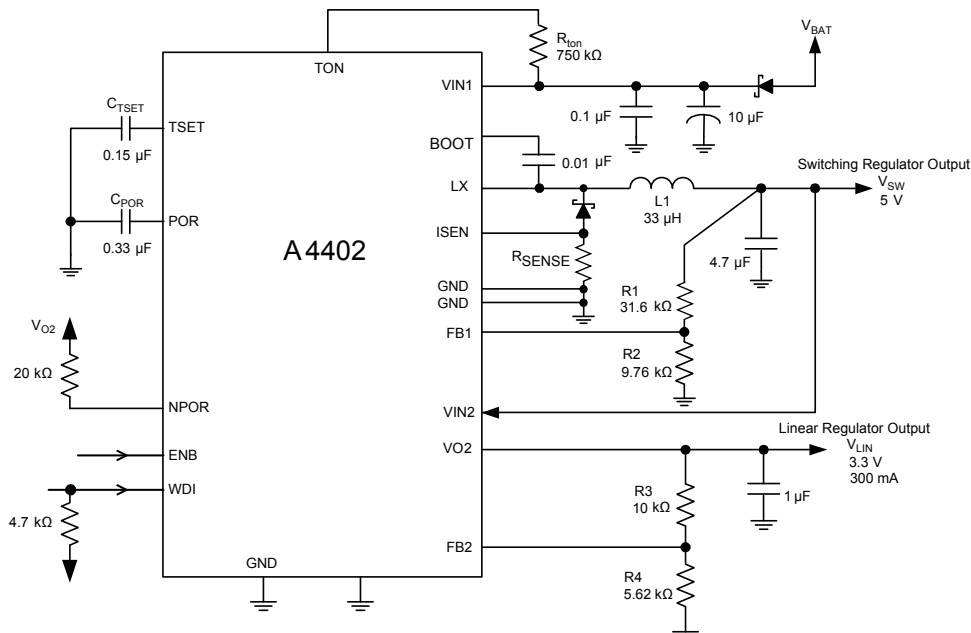 TON
R_ton
750 kΩ
V_BAT
VIN1
0.1 µF
10 µF
C_TSET
TSET
0.15 µF
BOOT
0.01 µF
LX
L1
33 µH
Switching Regulator Output
V_SW
5 V
C_POR
POR
0.33 µF
A4402
ISEN
R_SENSE
4.7 µF
GND
GND
R1
31.6 kΩ
FB1
R2
9.76 kΩ
V_O2
20 kΩ
NPOR
VIN2
ENB
VO2
Linear Regulator Output
V_LIN
3.3 V
300 mA
WDI
4.7 kΩ
R3
10 kΩ
1 µF
FB2
GND
R4
5.62 kΩ